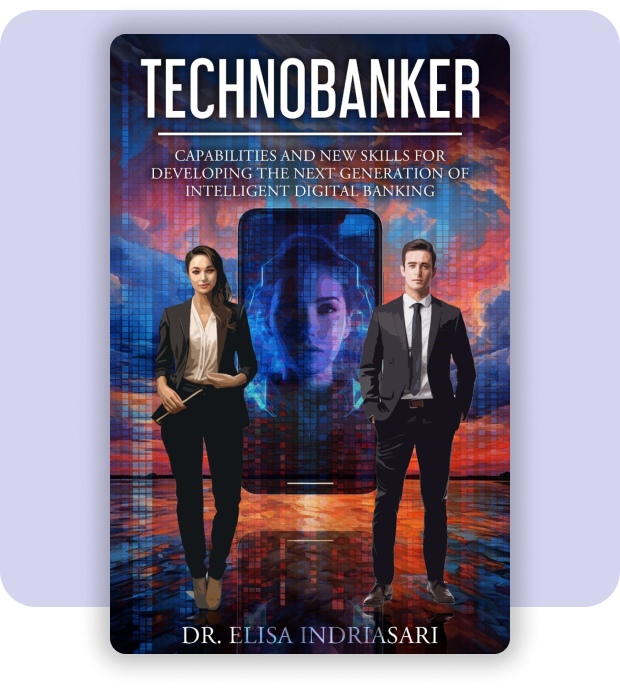 TECHNOBANKER
CAPABILITIES AND NEW SKILLS FOR
DEVELOPING THE NEXT GENERATION OF
INTELLIGENT DIGITAL BANKING
DR. ELISA INDRIASARI